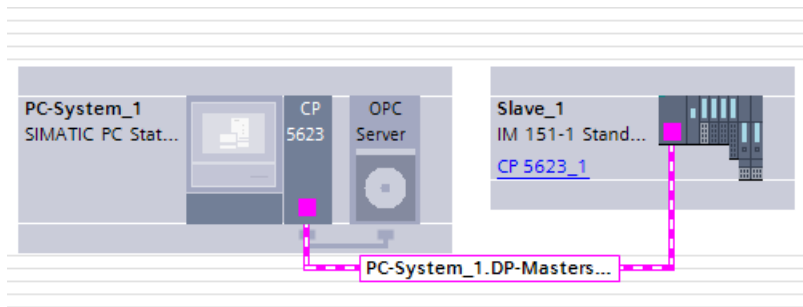 PC-System_1
SIMATIC PC Stat...
CP
5623
OPC
Server
Slave_1
IM 151-1 Stand...
CP 5623_1
PC-System_1.DP-Masters...